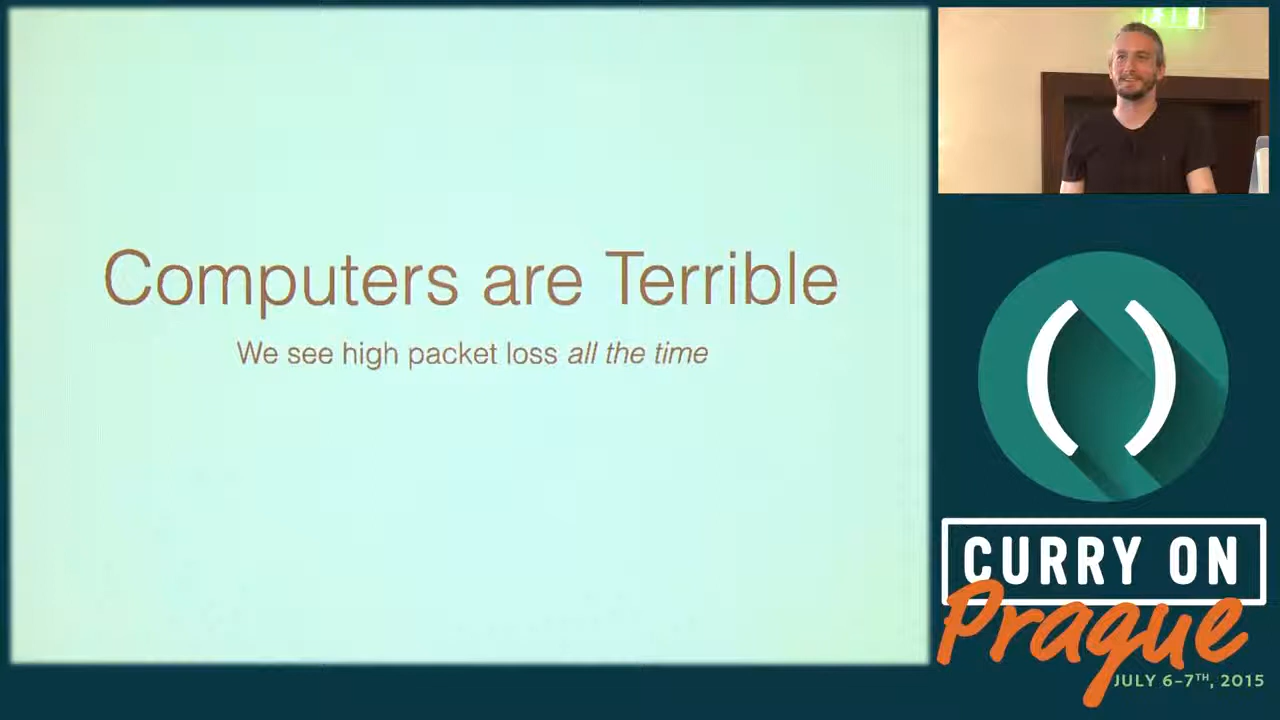 Computers are Terrible
We see high packet loss all the time
( )
CURRY ON
Prague
JULY 6-7TH, 2015